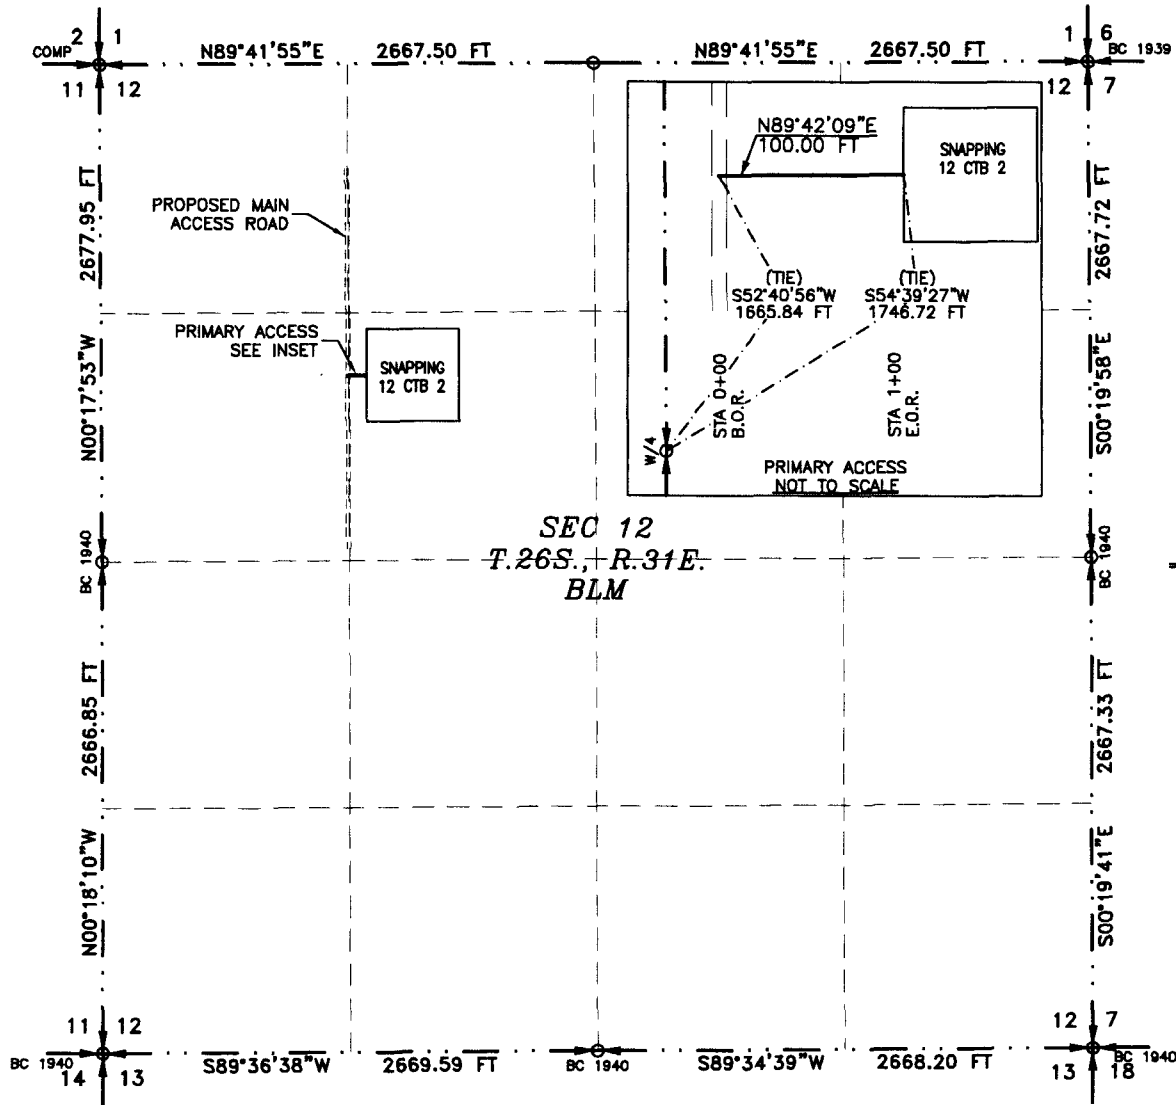 2 1
COMP
11 12
N89°41'55"E 2667.50 FT
N89°41'55"E 2667.50 FT
1 6
BC 1939
12 7
N89°42'09"E
100.00 FT
SNAPPING
12 CTB 2
(TIE)
S52°40'56"W
1665.84 FT
(TIE)
S54°39'27"W
1746.72 FT
STA 0+00
B.O.R.
STA 1+00
E.O.R.
W/4
PRIMARY ACCESS
NOT TO SCALE
PROPOSED MAIN
ACCESS ROAD
PRIMARY ACCESS
SEE INSET
SNAPPING
12 CTB 2
N00°17'53"W 2677.95 FT
S00°19'58"E 2667.72 FT
SEC 12
T.26S., R.31E.
BLM
BC 1940
BC 1940
N00°18'10"W 2666.85 FT
S00°19'41"E 2667.33 FT
11 12
BC 1940
14 13
S89°36'38"W 2669.59 FT
BC 1940
S89°34'39"W 2668.20 FT
12 7
BC 1940
13 18